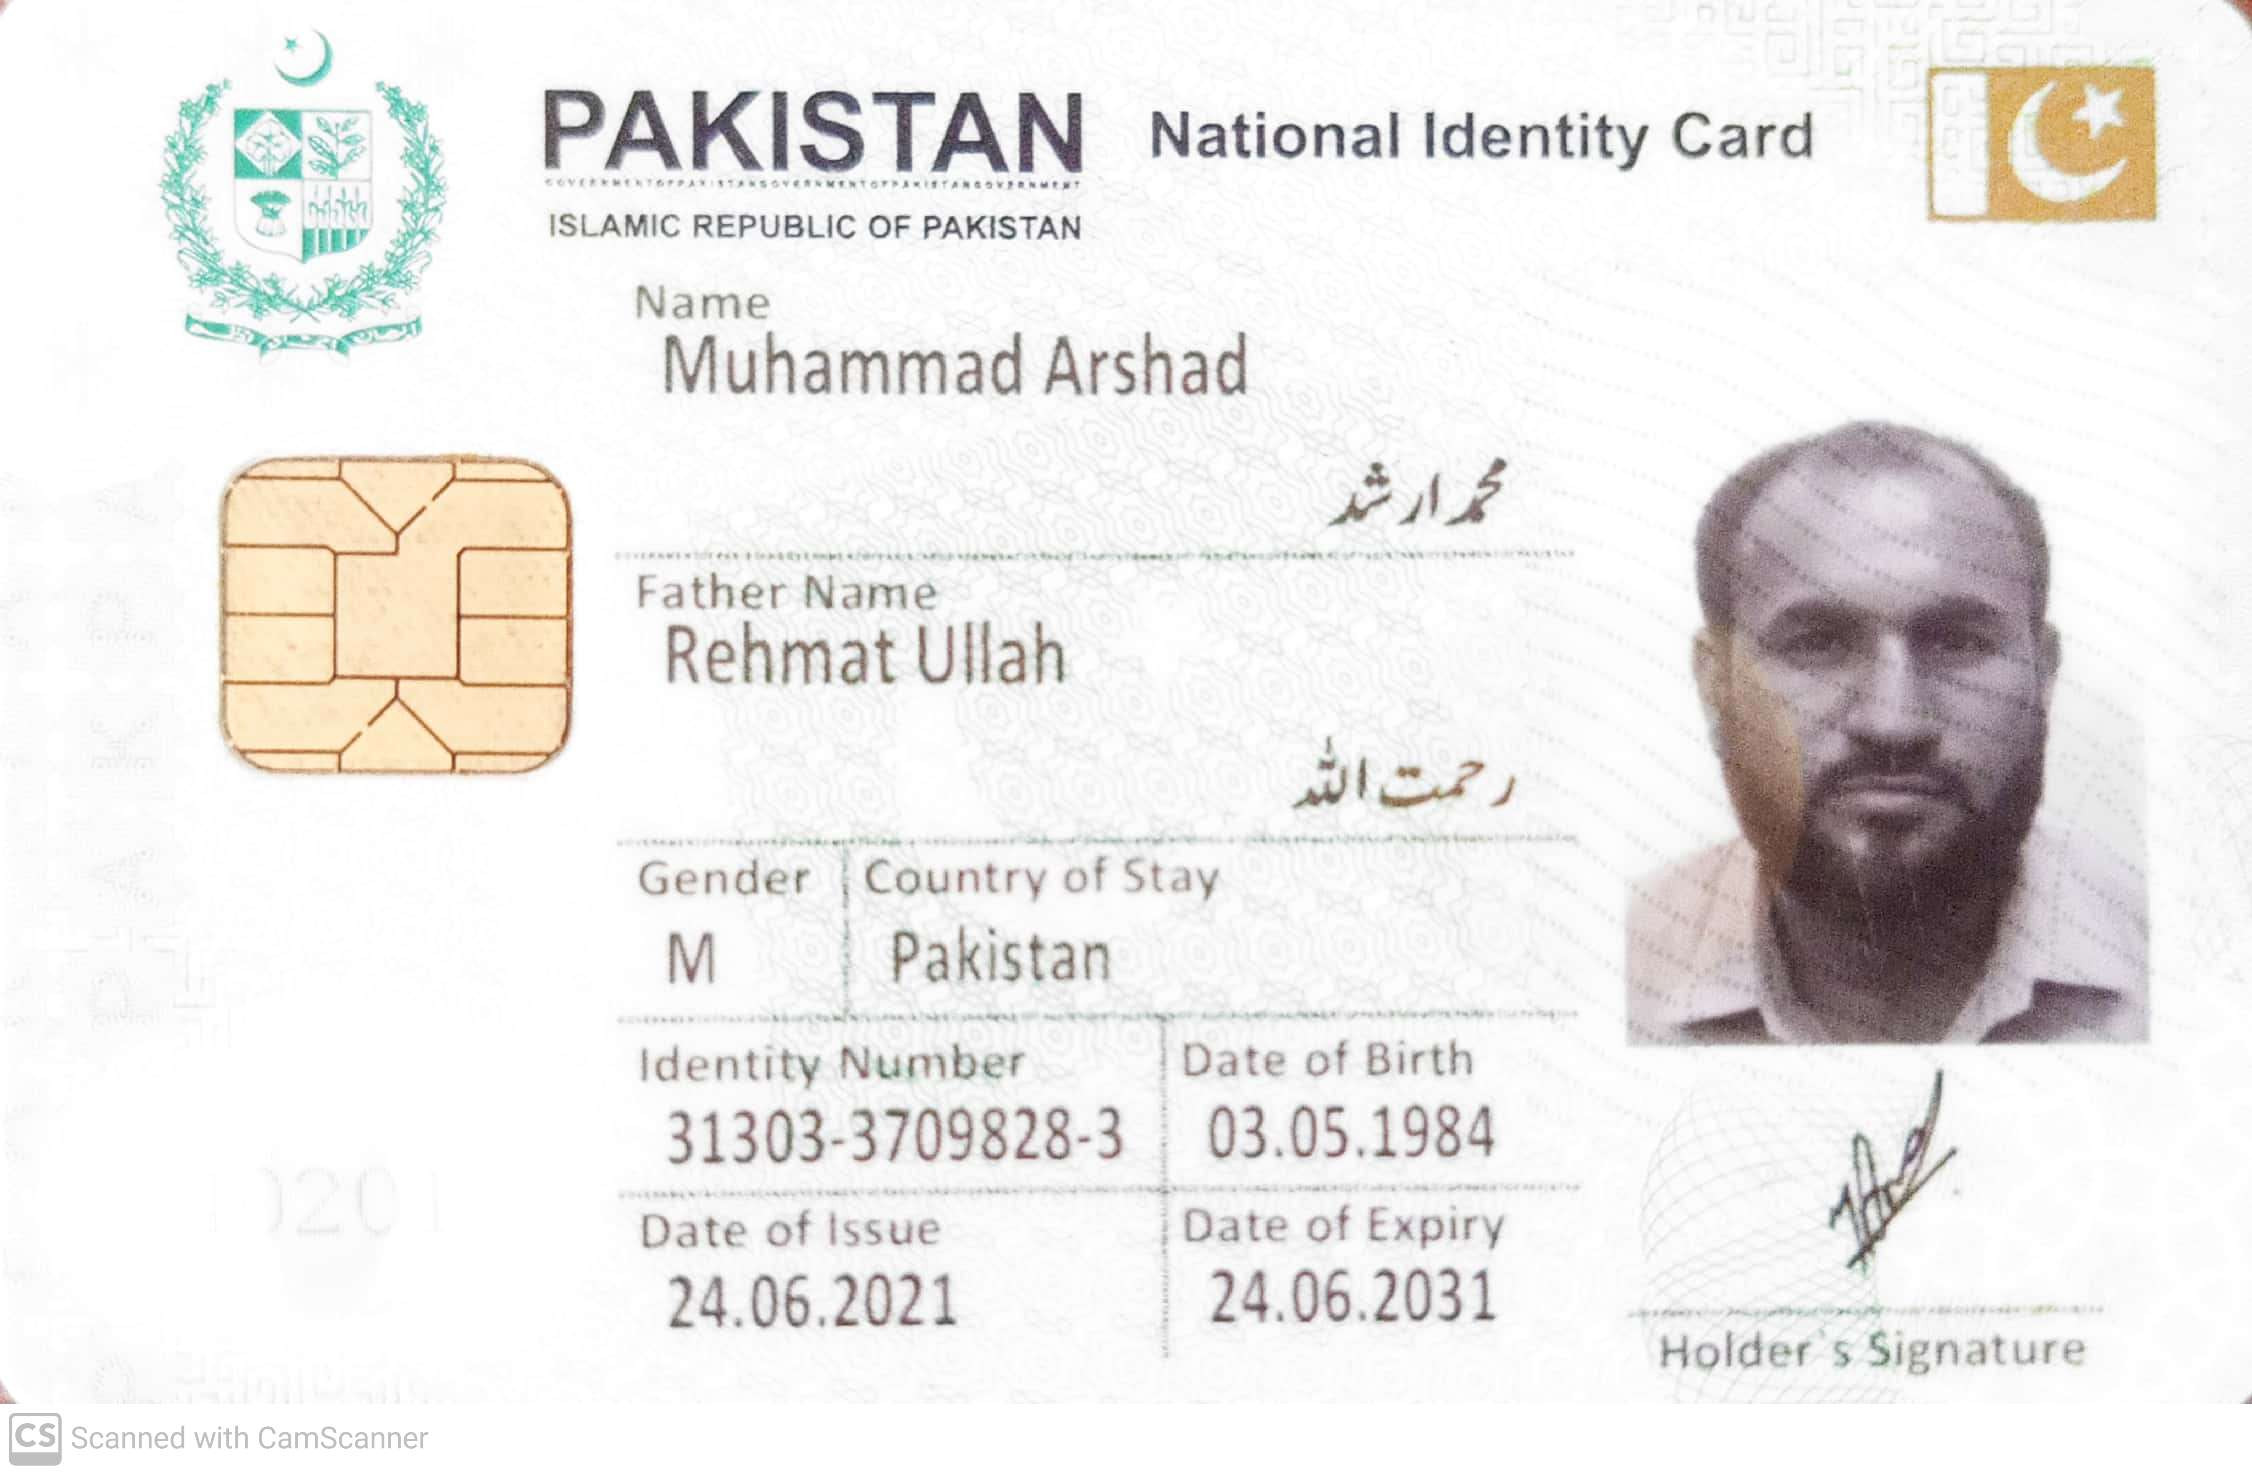 PAKISTAN National Identity Card
ISLAMIC REPUBLIC OF PAKISTAN
Name
Muhammad Arshad
محمد ارشد
Father Name
Rehmat Ullah
رحمت اللہ
Gender Country of Stay
M Pakistan
Identity Number Date of Birth
31303-3709828-3 03.05.1984
Date of Issue Date of Expiry
24.06.2021 24.06.2031
Holder's Signature
CS Scanned with CamScanner